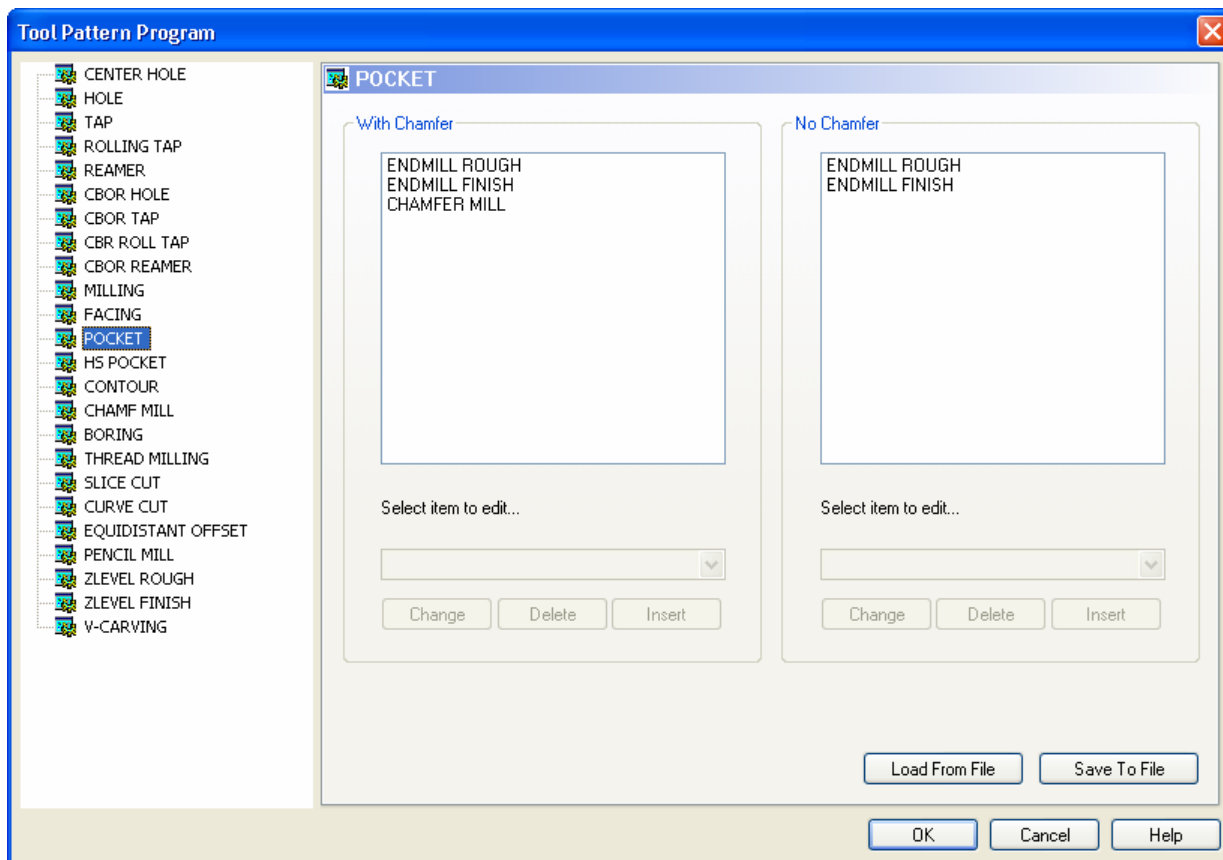 Tool Pattern Program
CENTER HOLE
HOLE
TAP
ROLLING TAP
REAMER
CBOR HOLE
CBOR TAP
CBR ROLL TAP
CBOR REAMER
MILLING
FACING
POCKET
HS POCKET
CONTOUR
CHAMF MILL
BORING
THREAD MILLING
SLICE CUT
CURVE CUT
EQUIDISTANT OFFSET
PENCIL MILL
ZLEVEL ROUGH
ZLEVEL FINISH
V-CARVING
POCKET
With Chamfer
ENDMILL ROUGH
ENDMILL FINISH
CHAMFER MILL
Select item to edit...
Change Delete Insert
No Chamfer
ENDMILL ROUGH
ENDMILL FINISH
Select item to edit...
Change Delete Insert
Load From File Save To File
OK Cancel Help